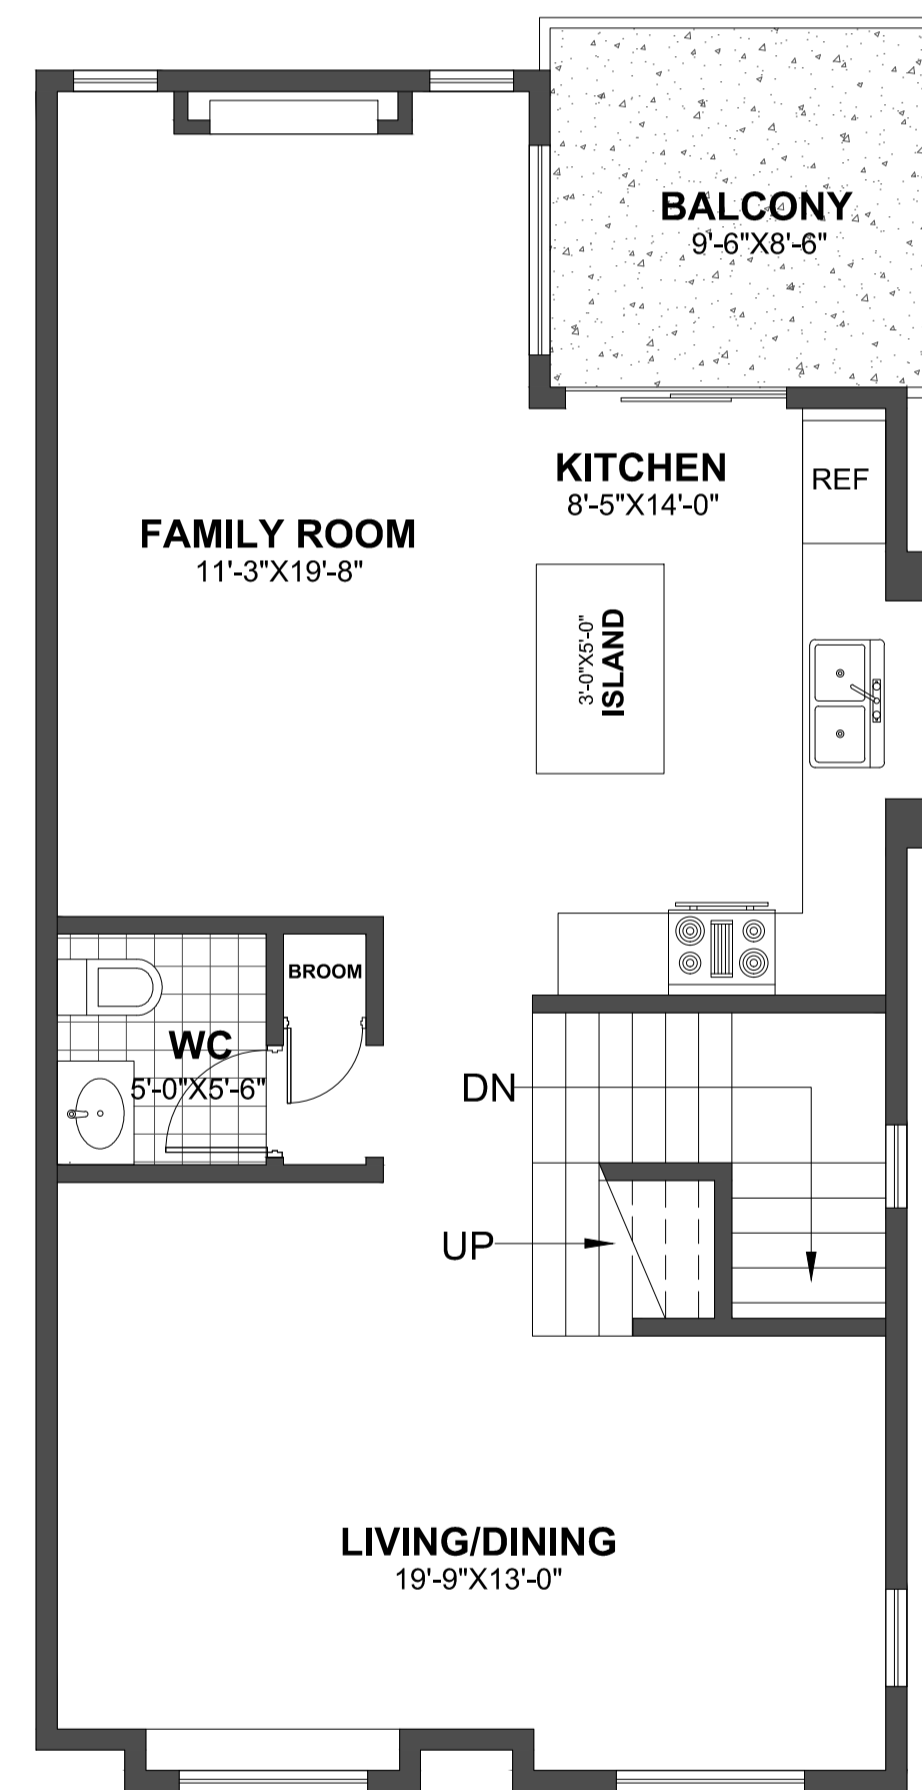 BALCONY
9'-6"X8'-6"
KITCHEN
8'-5"X14'-0"
REF
FAMILY ROOM
11'-3"X19'-8"
3'-0"X5'-0"
ISLAND
BROOM
WC
5'-0"X5'-6"
DN
UP
LIVING/DINING
19'-9"X13'-0"